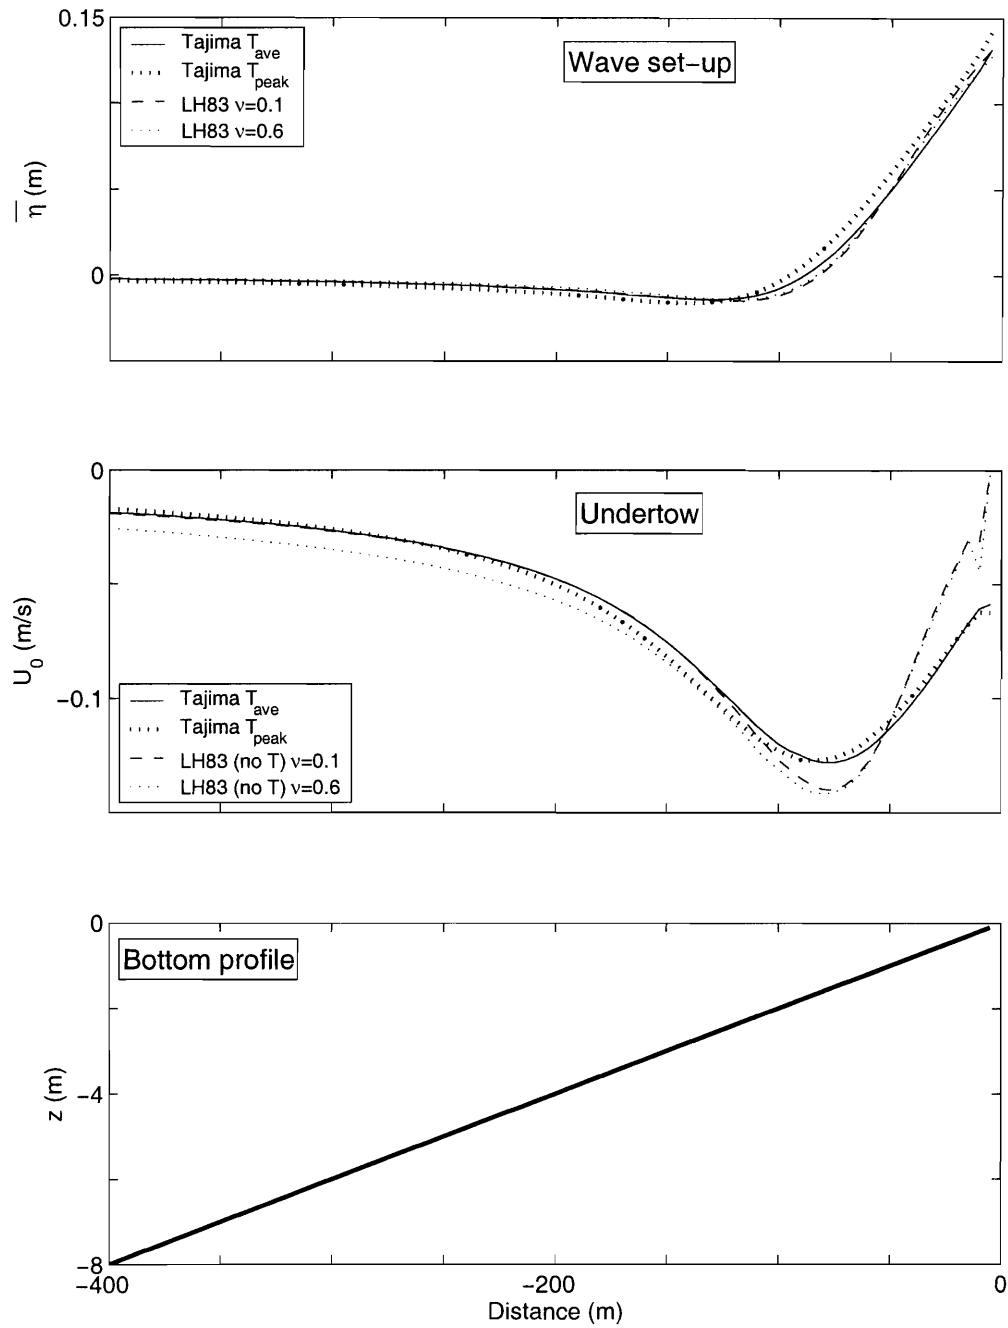 0.15
Tajima T_ave
Tajima T_peak
LH83 ν=0.1
LH83 ν=0.6
Wave set−up
η̅ (m)
0
0
Undertow
U_0 (m/s)
−0.1
Tajima T_ave
Tajima T_peak
LH83 (no T) ν=0.1
LH83 (no T) ν=0.6
0
Bottom profile
z (m)
−4
−8
−400
−200
0
Distance (m)